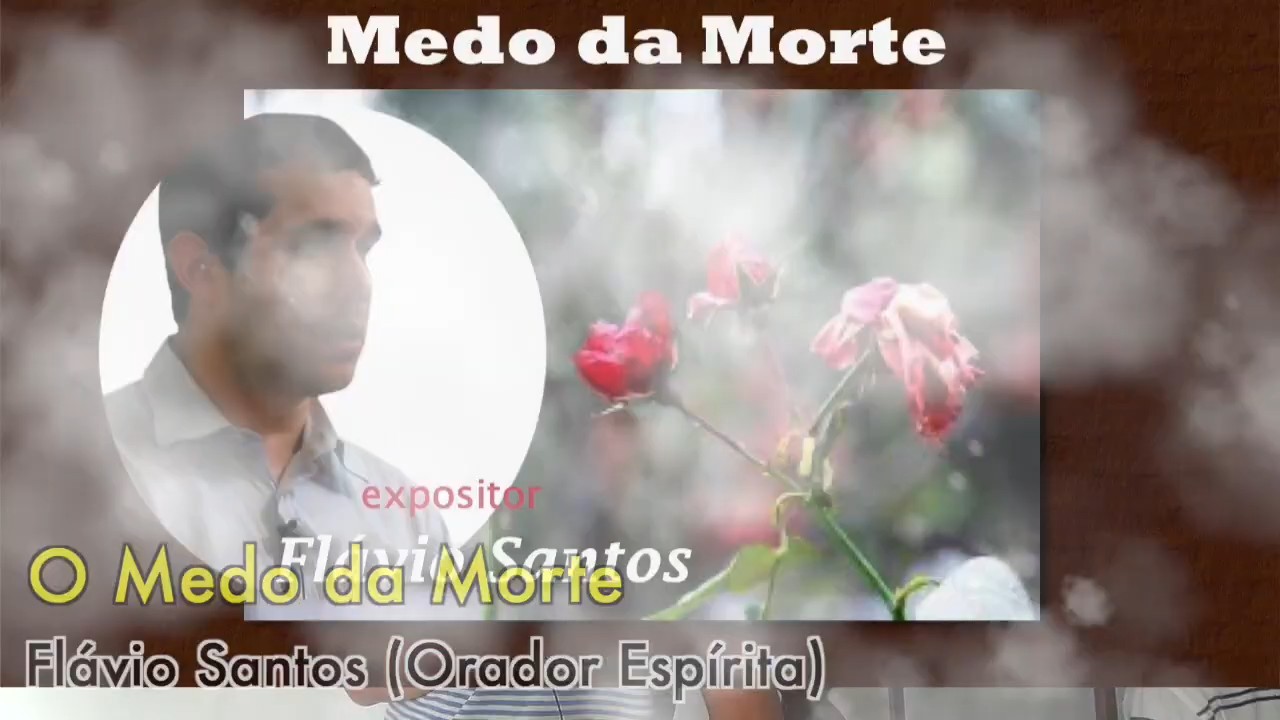 Medo da Morte
expositor
Flávio Santos
O Medo da Morte
Flávio Santos (Orador Espírita)